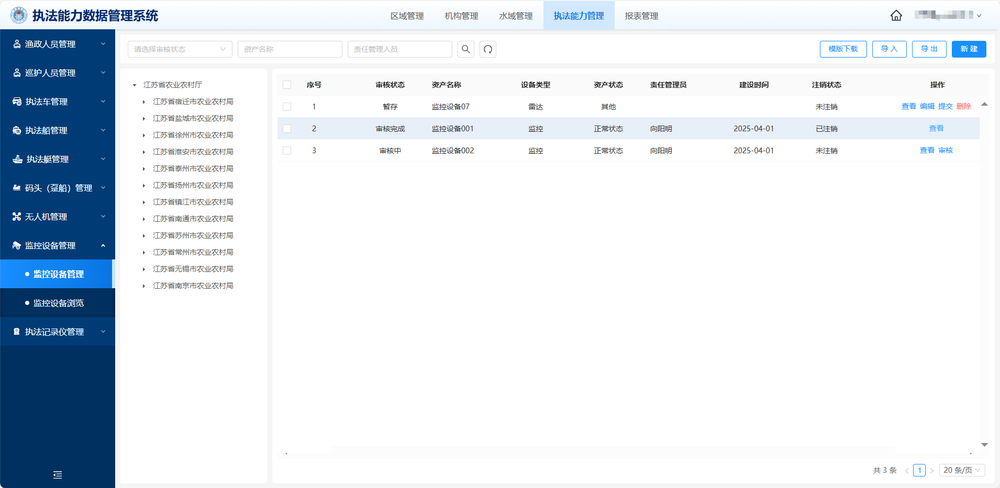 执法能力数据管理系统
区域管理 机构管理 水域管理 执法能力管理 报表管理
渔政人员管理
巡护人员管理
执法车管理
执法船管理
执法艇管理
码头（趸船）管理
无人机管理
监控设备管理
监控设备管理
监控设备浏览
执法记录仪管理
请选择审核状态 资产名称 责任管理人员 模版下载 导 入 导 出 新 建
江苏省农业农村厅
江苏省宿迁市农业农村局
江苏省盐城市农业农村局
江苏省徐州市农业农村局
江苏省淮安市农业农村局
江苏省泰州市农业农村局
江苏省扬州市农业农村局
江苏省镇江市农业农村局
江苏省南通市农业农村局
江苏省苏州市农业农村局
江苏省常州市农业农村局
江苏省无锡市农业农村局
江苏省南京市农业农村局
序号 审核状态 资产名称 设备类型 资产状态 责任管理员 建设时间 注销状态 操作
1 暂存 监控设备07 雷达 其他 未注销 查看 编辑 提交 删除
2 审核完成 监控设备001 监控 正常状态 向阳明 2025-04-01 已注销 查看
3 审核中 监控设备002 监控 正常状态 向阳明 2025-04-01 未注销 查看 审核
共 3 条 < 1 > 20 条/页